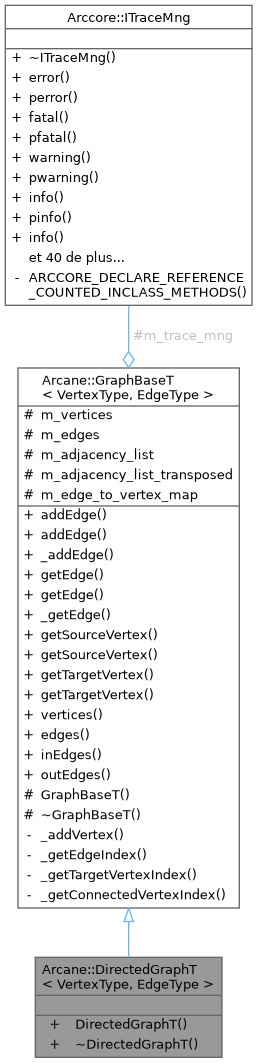 Arccore::ITraceMng
+ ~ITraceMng()
+ error()
+ perror()
+ fatal()
+ pfatal()
+ warning()
+ pwarning()
+ info()
+ pinfo()
+ info()
et 40 de plus...
- ARCCORE_DECLARE_REFERENCE
_COUNTED_INCLASS_METHODS()
#m_trace_mng
Arcane::GraphBaseT
< VertexType, EdgeType >
# m_vertices
# m_edges
# m_adjacency_list
# m_adjacency_list_transposed
# m_edge_to_vertex_map
+ addEdge()
+ addEdge()
+ _addEdge()
+ getEdge()
+ getEdge()
+ _getEdge()
+ getSourceVertex()
+ getSourceVertex()
+ getTargetVertex()
+ getTargetVertex()
+ vertices()
+ edges()
+ inEdges()
+ outEdges()
# GraphBaseT()
# ~GraphBaseT()
- _addVertex()
- _getEdgeIndex()
- _getTargetVertexIndex()
- _getConnectedVertexIndex()
Arcane::DirectedGraphT
< VertexType, EdgeType >
+ DirectedGraphT()
+ ~DirectedGraphT()